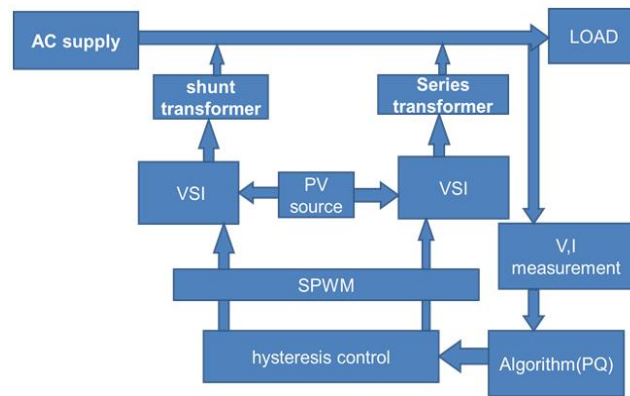 AC supply
LOAD
shunt
transformer
Series
transformer
VSI
PV
source
VSI
V,I
measurement
SPWM
hysteresis control
Algorithm(PQ)